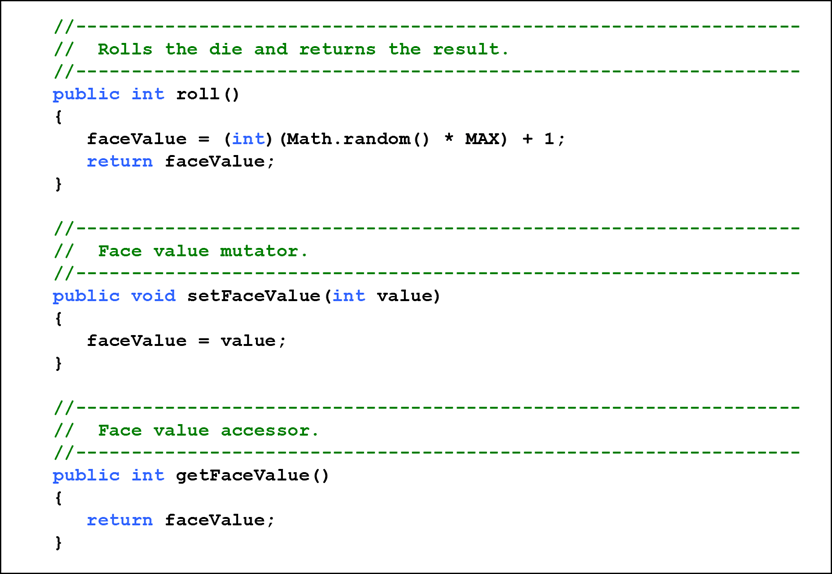 //-----------------------------------------------------------------
//  Rolls the die and returns the result.
//-----------------------------------------------------------------
public int roll()
{
   faceValue = (int)(Math.random() * MAX) + 1;
   return faceValue;
}

//-----------------------------------------------------------------
//  Face value mutator.
//-----------------------------------------------------------------
public void setFaceValue(int value)
{
   faceValue = value;
}

//-----------------------------------------------------------------
//  Face value accessor.
//-----------------------------------------------------------------
public int getFaceValue()
{
   return faceValue;
}